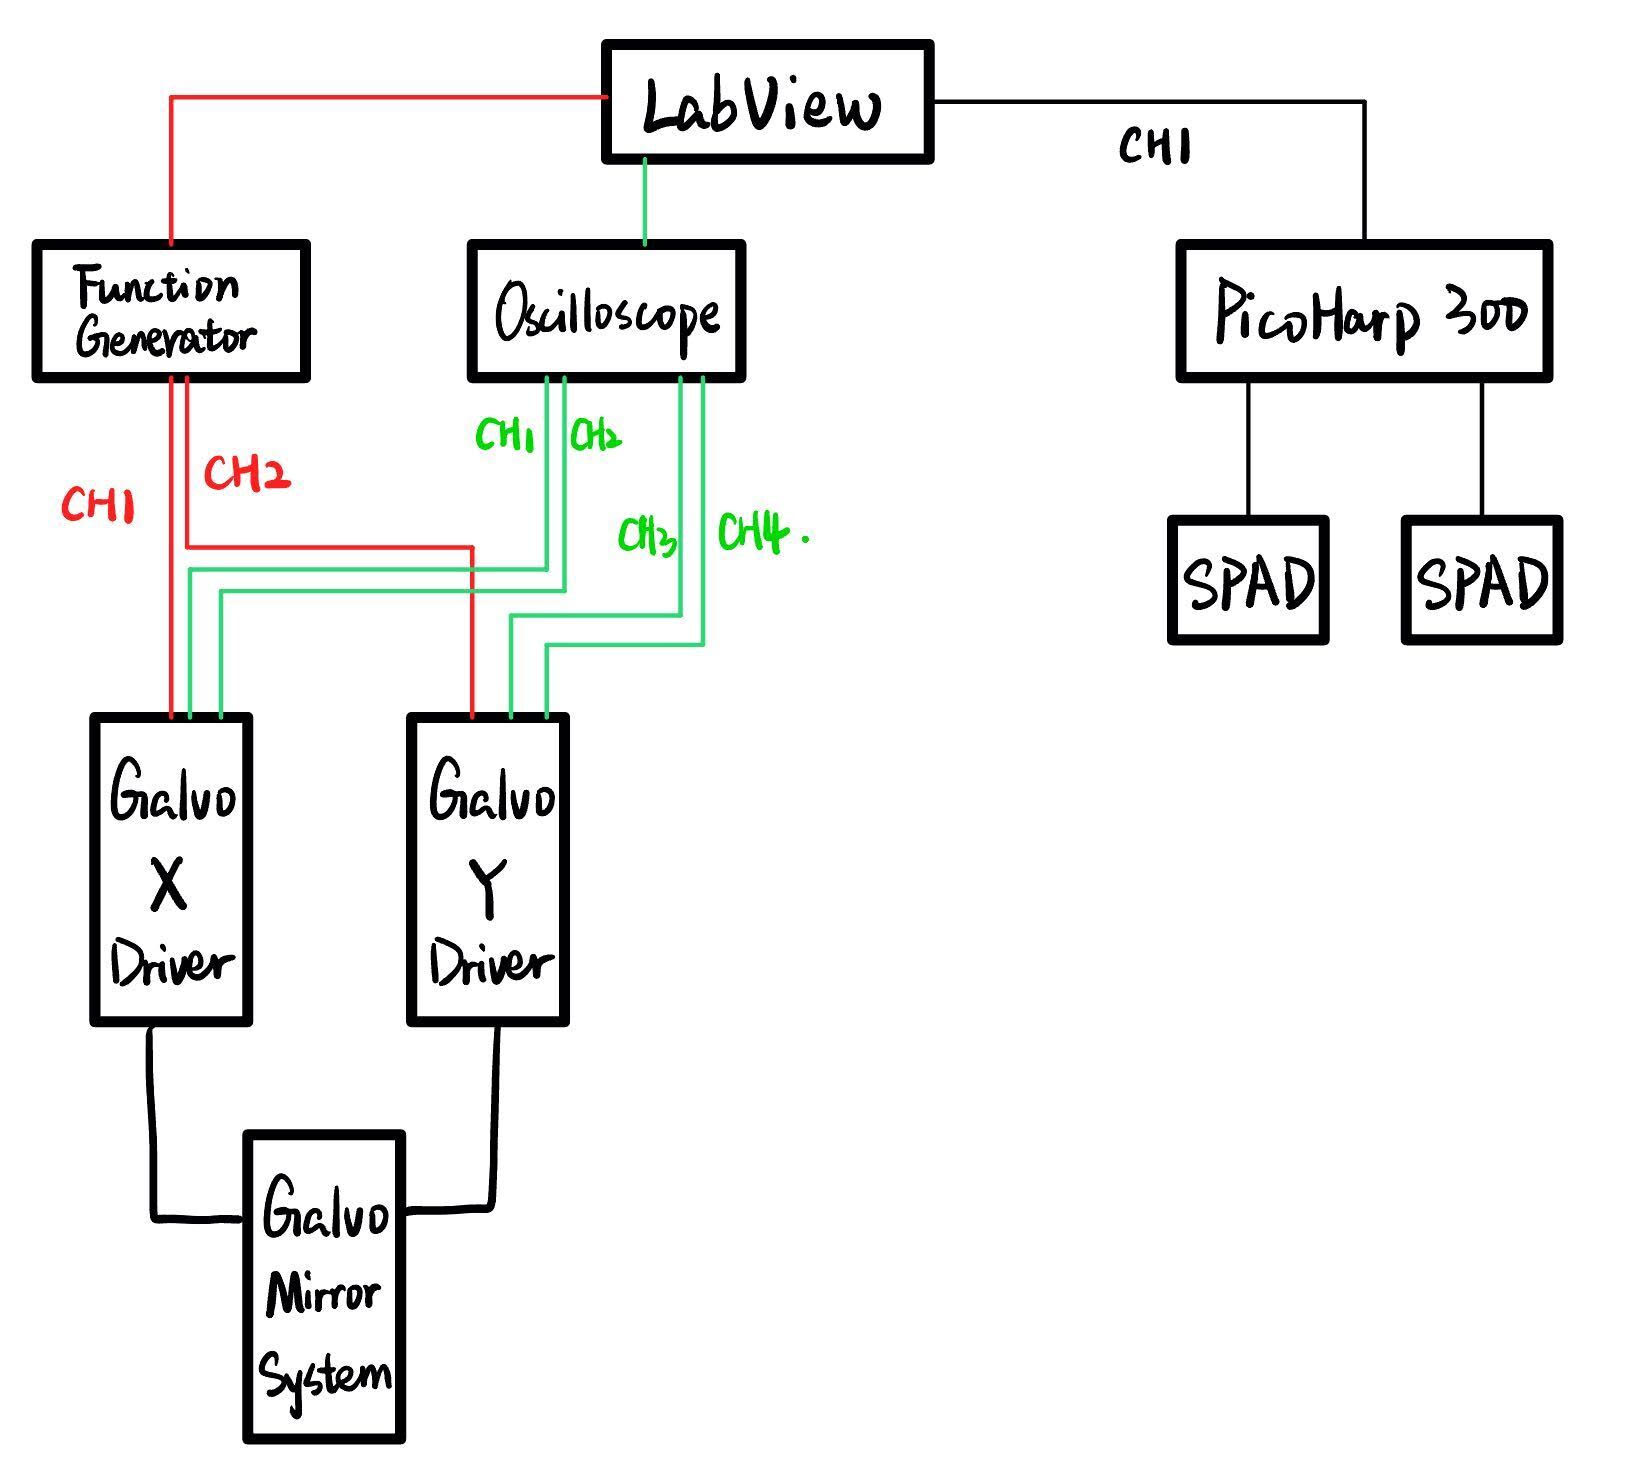 LabView
CH1
Function
Generator
Oscilloscope
PicoHarp 300
CH1
CH2
CH1
CH2
CH3
CH4.
SPAD
SPAD
Galvo
X
Driver
Galvo
Y
Driver
Galvo
Mirror
System